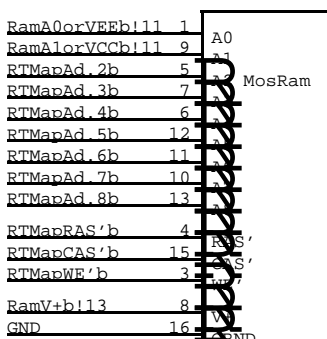 RamA0orVEEb!11 1
A0
RamA1orVCCb!11 9
A1
RTMapAd.2b 5
MosRam
RTMapAd.3b 7
RTMapAd.4b 6
RTMapAd.5b 12
RTMapAd.6b 11
RTMapAd.7b 10
RTMapAd.8b 13
RTMapRAS'b 4
RAS'
RTMapCAS'b 15
CAS'
RTMapWE'b 3
WE'
RamV+b!13 8
V+
GND 16
GRND